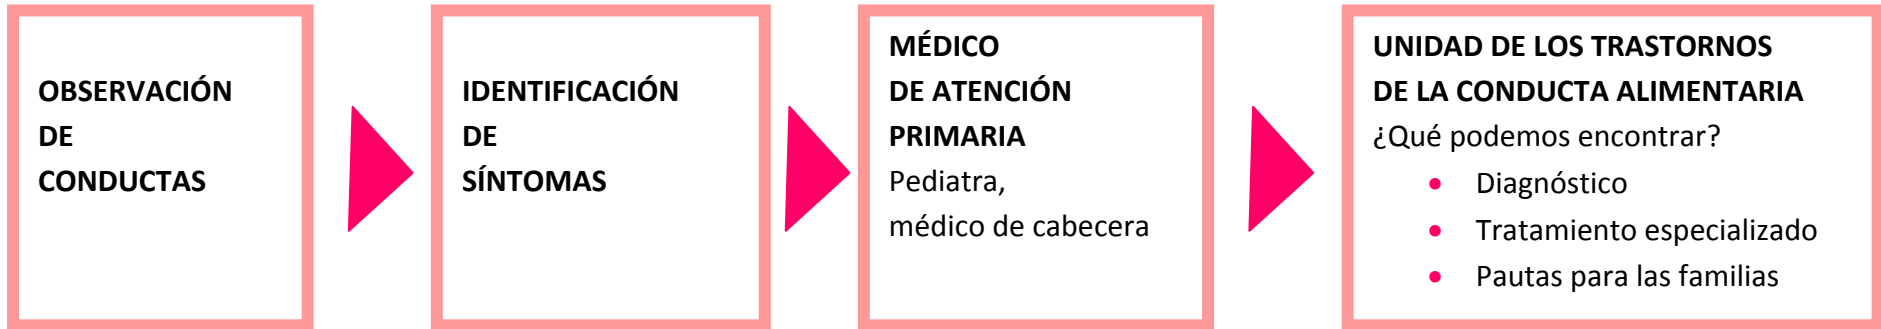 OBSERVACIÓN
DE
CONDUCTAS
IDENTIFICACIÓN
DE
SÍNTOMAS
MÉDICO
DE ATENCIÓN
PRIMARIA
Pediatra,
médico de cabecera
UNIDAD DE LOS TRASTORNOS
DE LA CONDUCTA ALIMENTARIA
¿Qué podemos encontrar?
• Diagnóstico
• Tratamiento especializado
• Pautas para las familias